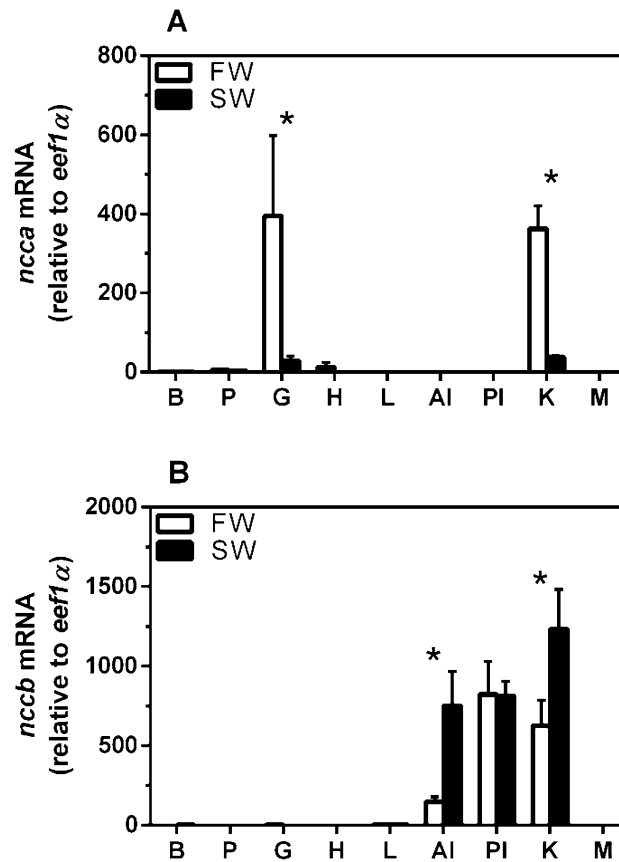 A
800
600
400
200
0
FW
SW
*
*
ncca mRNA
(relative to eef1α)
B P G H L AI PI K M
B
2000
1500
1000
500
0
FW
SW
*
*
nccb mRNA
(relative to eef1α)
B P G H L AI PI K M